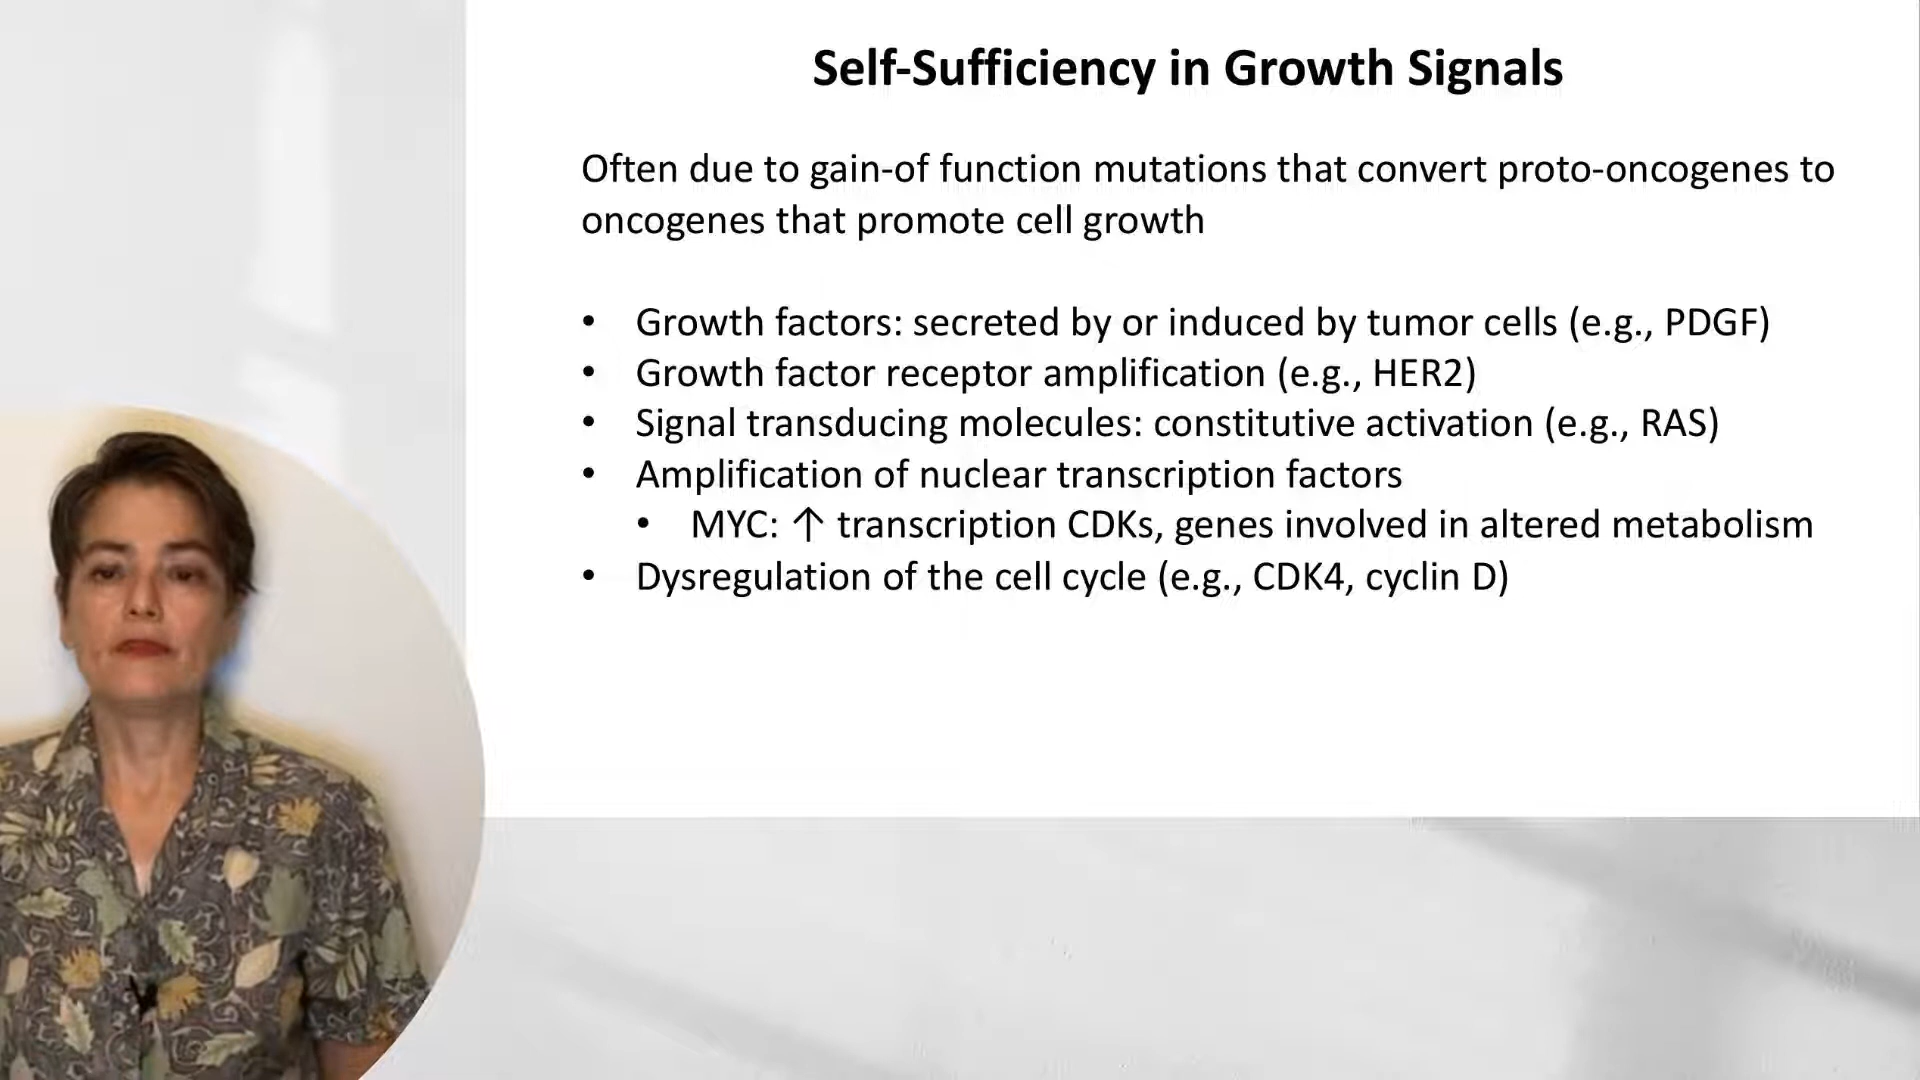 Self-Sufficiency in Growth Signals
Often due to gain-of function mutations that convert proto-oncogenes to
oncogenes that promote cell growth
• Growth factors: secreted by or induced by tumor cells (e.g., PDGF)
• Growth factor receptor amplification (e.g., HER2)
• Signal transducing molecules: constitutive activation (e.g., RAS)
• Amplification of nuclear transcription factors
• MYC: ↑ transcription CDKs, genes involved in altered metabolism
• Dysregulation of the cell cycle (e.g., CDK4, cyclin D)